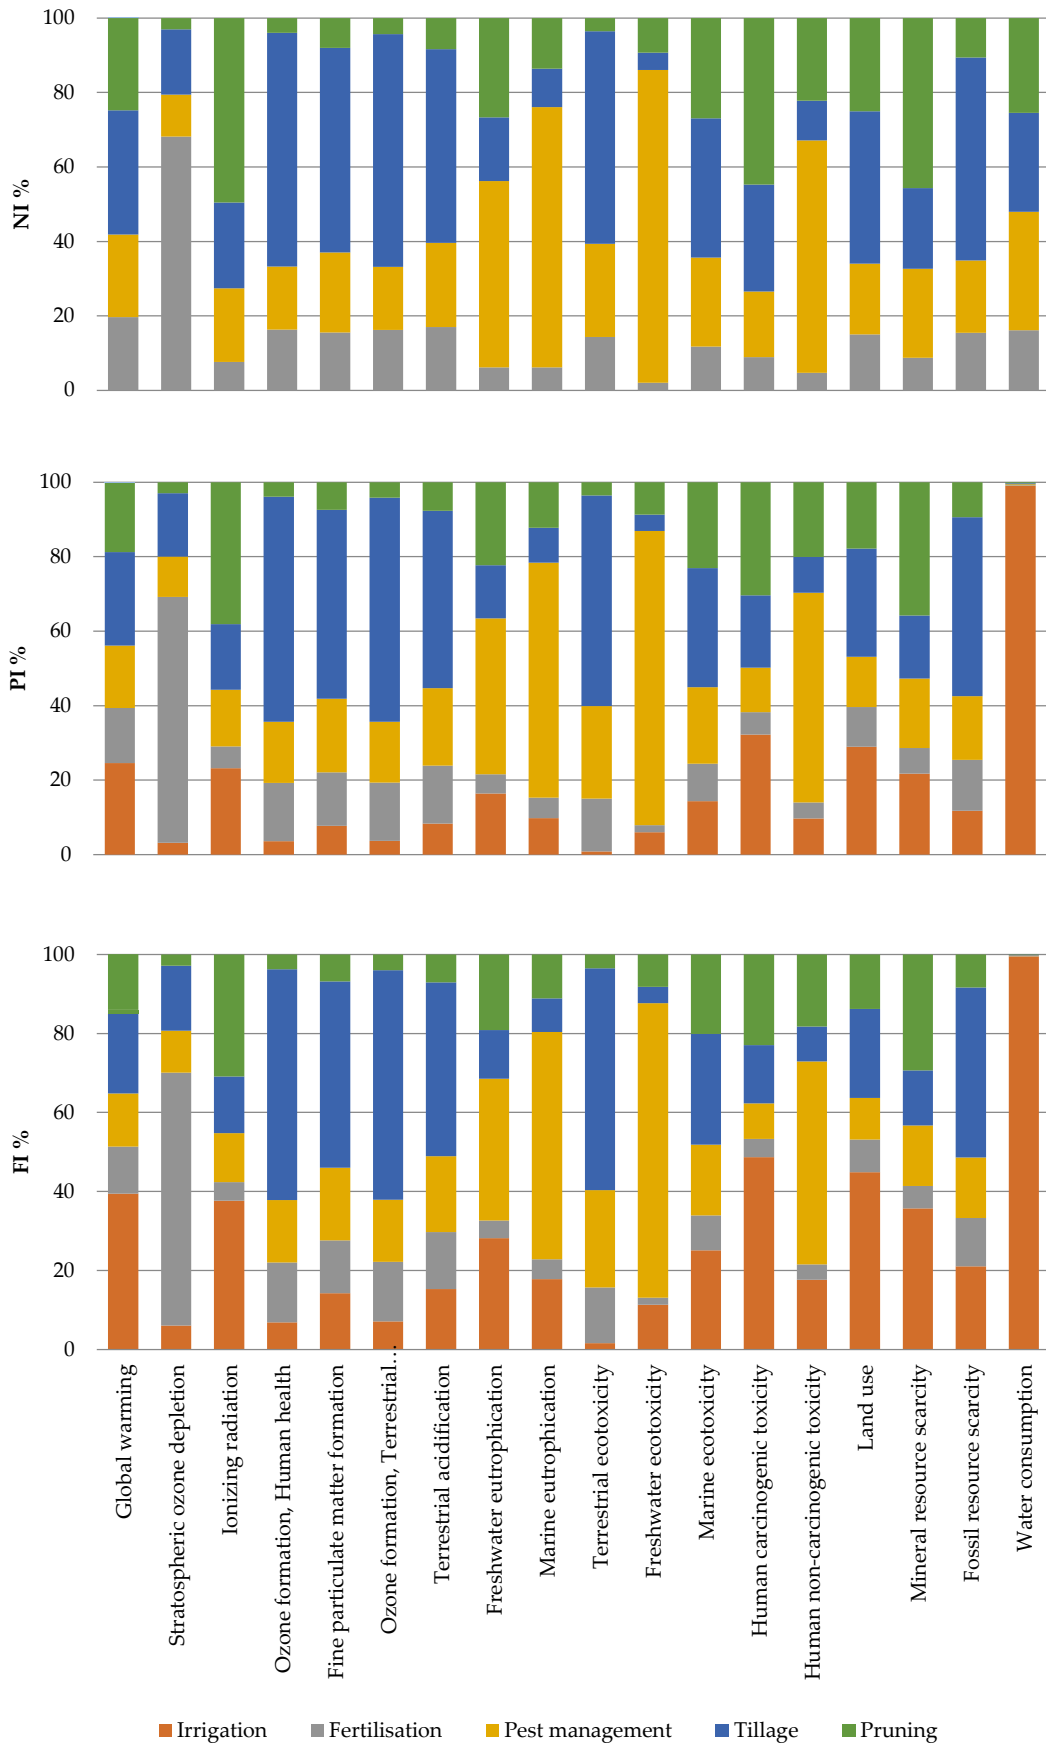 100
80
60
40
20
0
NI %
100
80
60
40
20
0
PI %
100
80
60
40
20
0
FI %
Global warming
Stratospheric ozone depletion
Ionizing radiation
Ozone formation, Human health
Fine particulate matter formation
Ozone formation, Terrestrial…
Terrestrial acidification
Freshwater eutrophication
Marine eutrophication
Terrestrial ecotoxicity
Freshwater ecotoxicity
Marine ecotoxicity
Human carcinogenic toxicity
Human non-carcinogenic toxicity
Land use
Mineral resource scarcity
Fossil resource scarcity
Water consumption
Irrigation Fertilisation Pest management Tillage Pruning